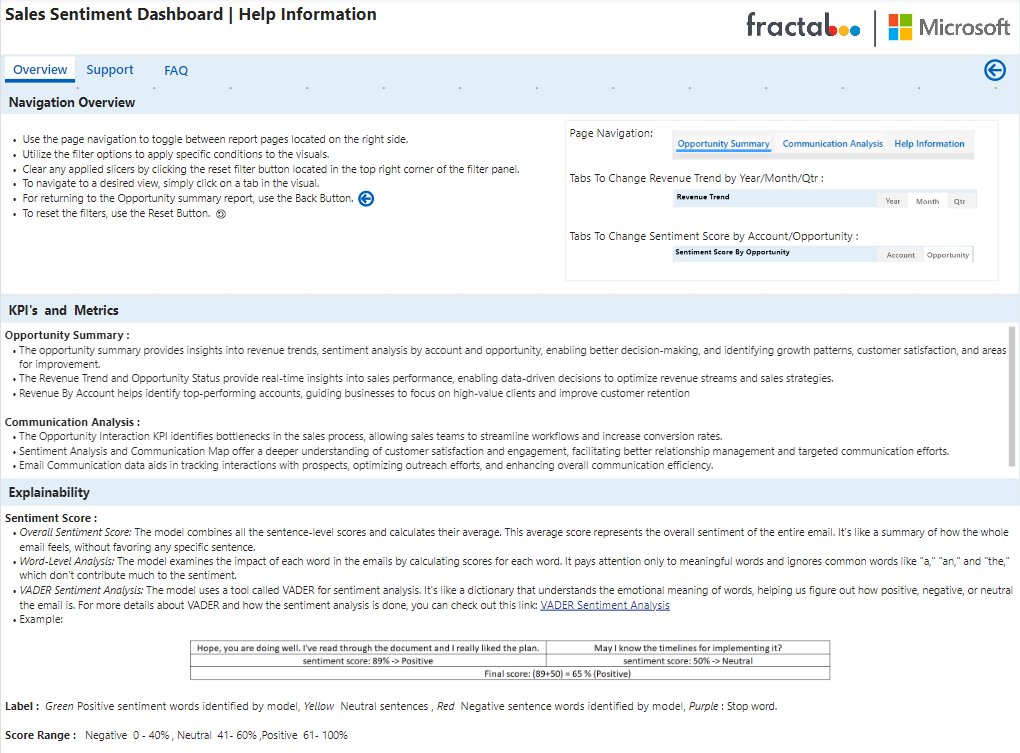 Sales Sentiment Dashboard | Help Information
fractal
Microsoft
Overview Support FAQ
Navigation Overview
• Use the page navigation to toggle between report pages located on the right side.
• Utilize the filter options to apply specific conditions to the visuals.
• Clear any applied slicers by clicking the reset filter button located in the top right corner of the filter panel.
• To navigate to a desired view, simply click on a tab in the visual.
• For returning to the Opportunity summary report, use the Back Button.
• To reset the filters, use the Reset Button.
Page Navigation:
Opportunity Summary Communication Analysis Help Information
Tabs To Change Revenue Trend by Year/Month/Qtr :
Revenue Trend Year Month Qtr
Tabs To Change Sentiment Score by Account/Opportunity :
Sentiment Score By Opportunity Account Opportunity
KPI's and Metrics
Opportunity Summary :
• The opportunity summary provides insights into revenue trends, sentiment analysis by account and opportunity, enabling better decision-making, and identifying growth patterns, customer satisfaction, and areas
for improvement.
• The Revenue Trend and Opportunity Status provide real-time insights into sales performance, enabling data-driven decisions to optimize revenue streams and sales strategies.
• Revenue By Account helps identify top-performing accounts, guiding businesses to focus on high-value clients and improve customer retention
Communication Analysis :
• The Opportunity Interaction KPI identifies bottlenecks in the sales process, allowing sales teams to streamline workflows and increase conversion rates.
• Sentiment Analysis and Communication Map offer a deeper understanding of customer satisfaction and engagement, facilitating better relationship management and targeted communication efforts.
• Email Communication data aids in tracking interactions with prospects, optimizing outreach efforts, and enhancing overall communication efficiency.
Explainability
Sentiment Score :
• Overall Sentiment Score: The model combines all the sentence-level scores and calculates their average. This average score represents the overall sentiment of the entire email. It's like a summary of how the whole
email feels, without favoring any specific sentence.
• Word-Level Analysis: The model examines the impact of each word in the emails by calculating scores for each word. It pays attention only to meaningful words and ignores common words like "a," "an," and "the,"
which don't contribute much to the sentiment.
• VADER Sentiment Analysis: The model uses a tool called VADER for sentiment analysis. It's like a dictionary that understands the emotional meaning of words, helping us figure out how positive, negative, or neutral
the email is. For more details about VADER and how the sentiment analysis is done, you can check out this link: VADER Sentiment Analysis
• Example:
Hope, you are doing well. I've read through the document and I really liked the plan. May I know the timelines for implementing it?
sentiment score: 89% -> Positive sentiment score: 50% -> Neutral
Final score: (89+50) = 65 % (Positive)
Label : Green Positive sentiment words identified by model, Yellow Neutral sentences , Red Negative sentence words identified by model, Purple : Stop word.
Score Range : Negative 0 - 40% , Neutral 41- 60% ,Positive 61- 100%